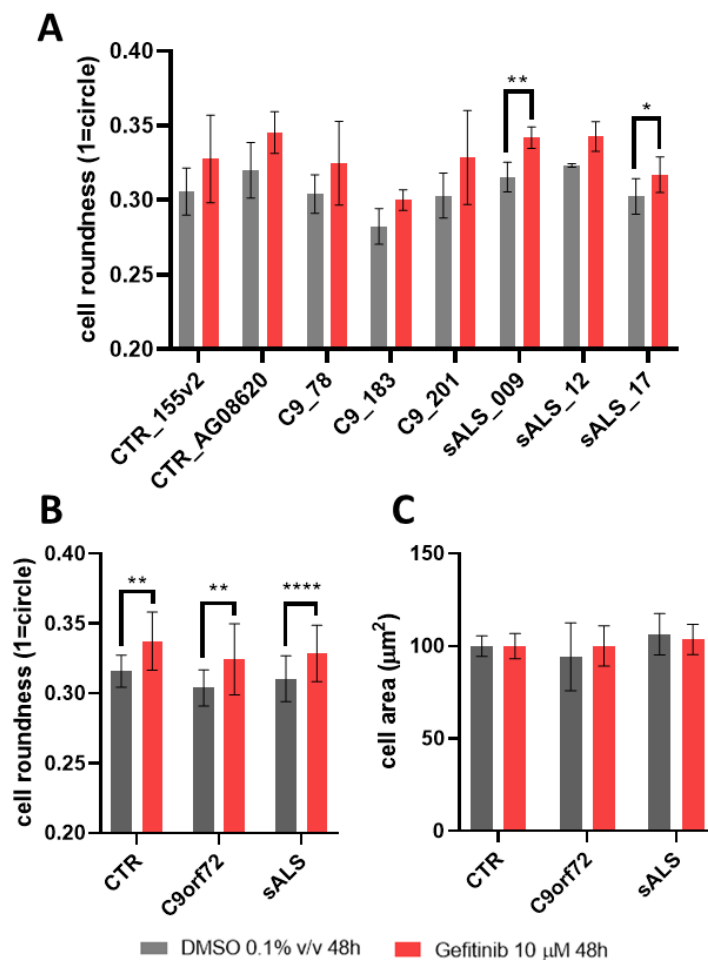 A
cell roundness (1=circle)
0.40
0.35
0.30
0.25
0.20
**
*
CTR_155v2
CTR_AG08620
C9_78
C9_183
C9_201
sALS_009
sALS_12
sALS_17
B
cell roundness (1=circle)
0.40
0.35
0.30
0.25
0.20
**
**
****
CTR
C9orf72
sALS
C
cell area (μm²)
150
100
50
0
CTR
C9orf72
sALS
DMSO 0.1% v/v 48h
Gefitinib 10 μM 48h